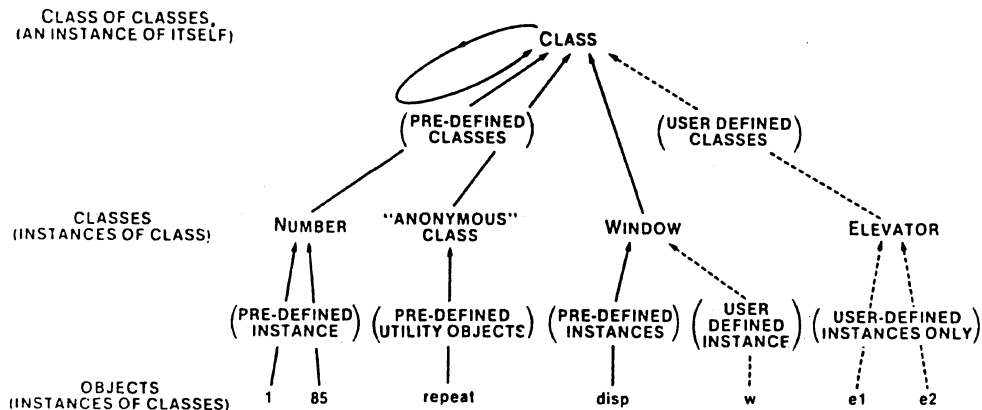 CLASS OF CLASSES,
(AN INSTANCE OF ITSELF)
CLASS
(PRE-DEFINED
CLASSES)
(USER DEFINED
CLASSES)
CLASSES
(INSTANCES OF CLASS)
NUMBER
"ANONYMOUS"
CLASS
WINDOW
ELEVATOR
(PRE-DEFINED
INSTANCE)
(PRE-DEFINED
UTILITY OBJECTS)
(PRE-DEFINED
INSTANCES)
(USER
DEFINED
INSTANCE)
(USER-DEFINED
INSTANCES ONLY)
OBJECTS
(INSTANCES OF CLASSES)
1
85
repeat
disp
w
e1
e2